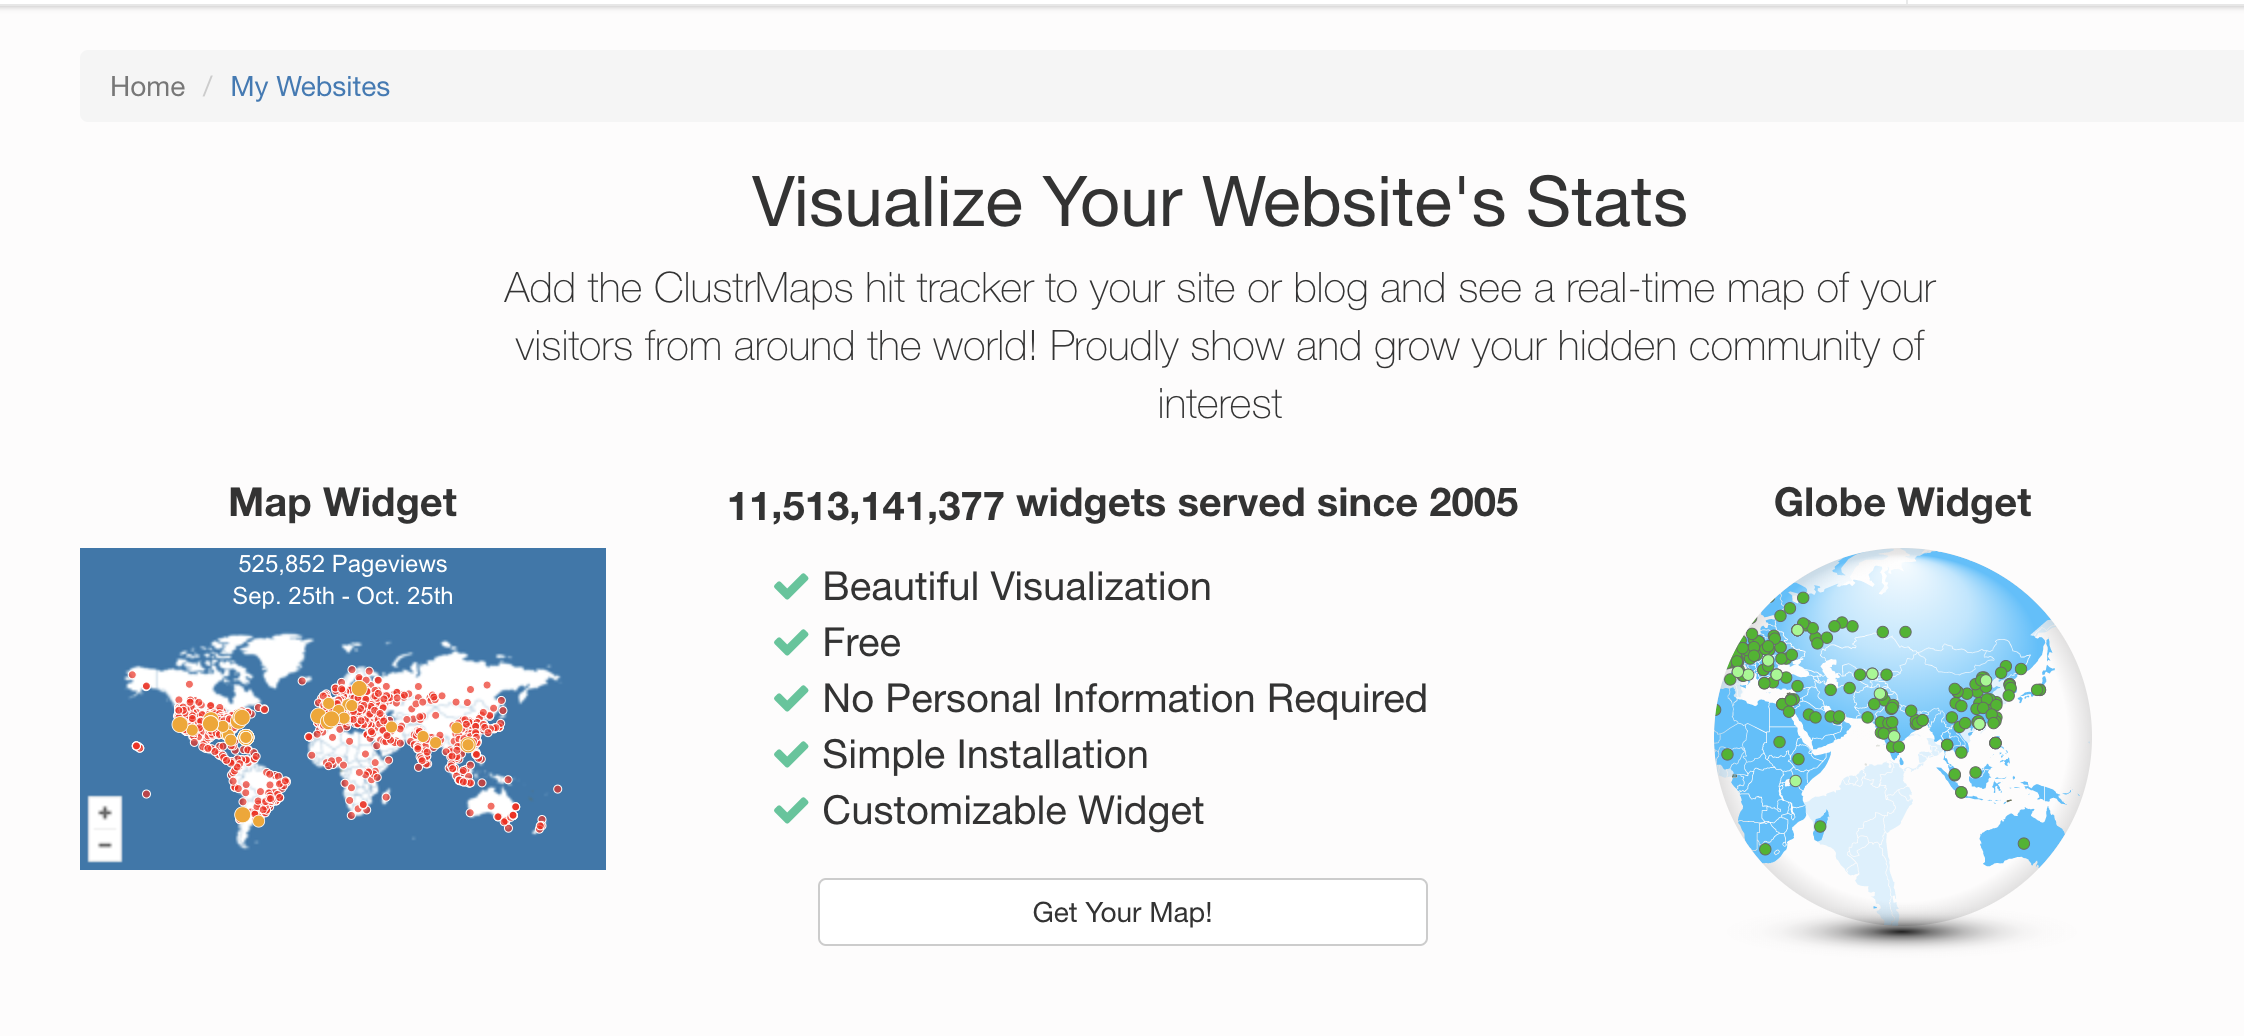 Home / My Websites
Visualize Your Website's Stats
Add the ClustrMaps hit tracker to your site or blog and see a real-time map of your
visitors from around the world! Proudly show and grow your hidden community of
interest
Map Widget
525,852 Pageviews
Sep. 25th - Oct. 25th
+
−
11,513,141,377 widgets served since 2005
Beautiful Visualization
Free
No Personal Information Required
Simple Installation
Customizable Widget
Get Your Map!
Globe Widget